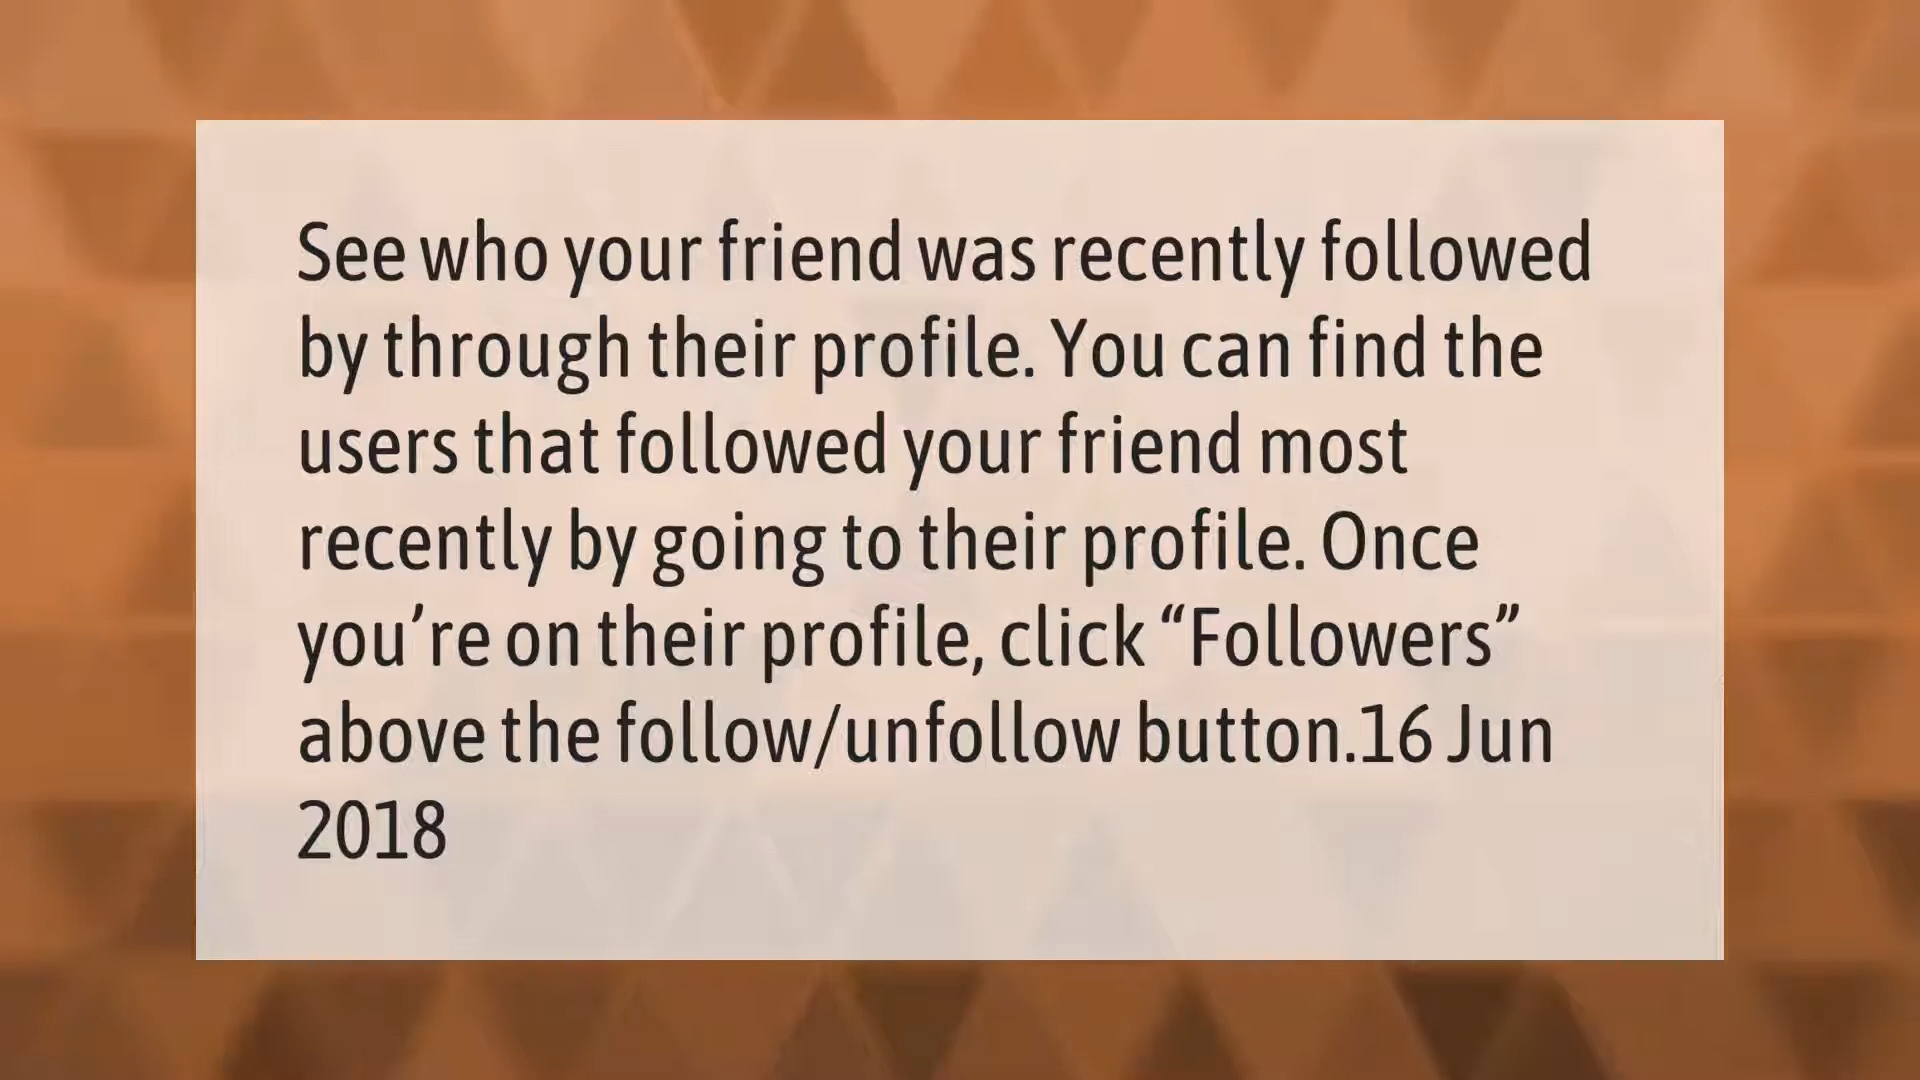 See who your friend was recently followed
by through their profile. You can find the
users that followed your friend most
recently by going to their profile. Once
you’re on their profile, click “Followers”
above the follow/unfollow button.16 Jun
2018